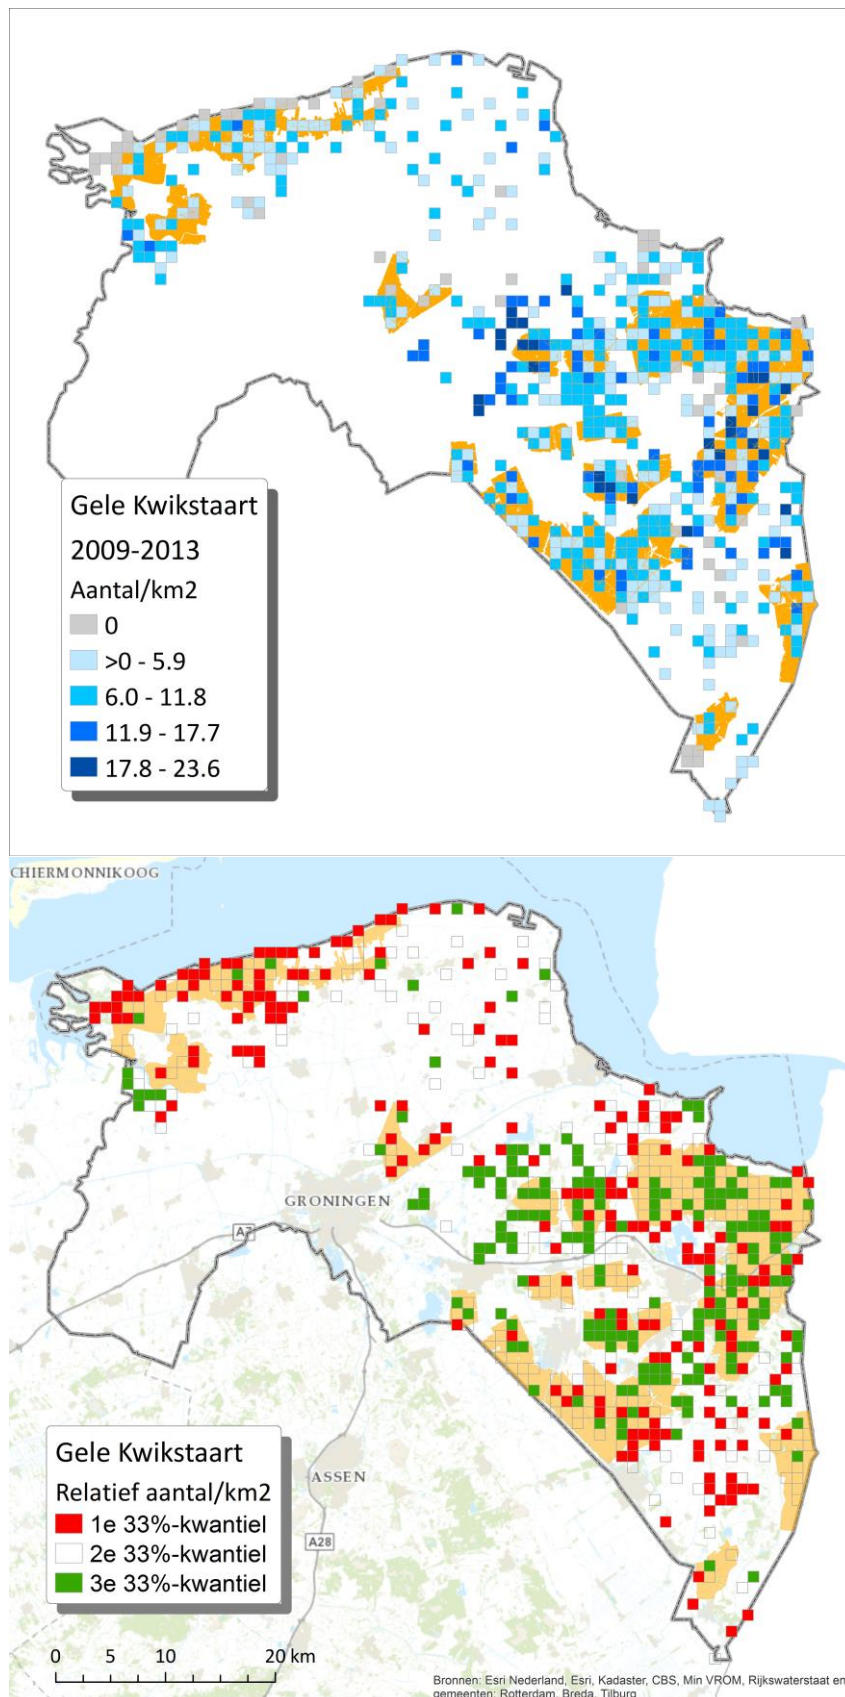 Gele Kwikstaart
2009-2013
Aantal/km2
0
>0 - 5.9
6.0 - 11.8
11.9 - 17.7
17.8 - 23.6
CHIERMONNIKOOG
GRONINGEN
A7
Gele Kwikstaart
Relatief aantal/km2
1e 33%-kwantiel
2e 33%-kwantiel
3e 33%-kwantiel
ASSEN
A28
0 5 10 20 km
Bronnen: Esri Nederland, Esri, Kadaster, CBS, Min VROM, Rijkswaterstaat en
gemeenten: Rotterdam, Breda, Tilburg